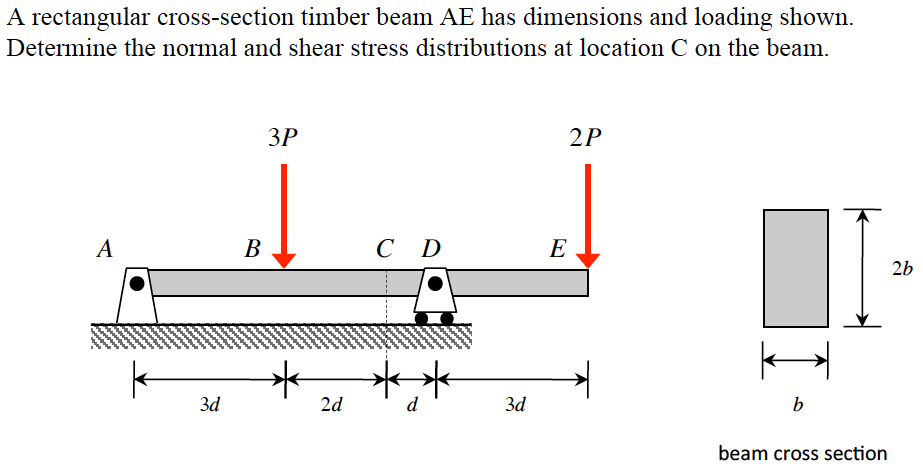 A rectangular cross-section timber beam AE has dimensions and loading shown.
Determine the normal and shear stress distributions at location C on the beam.
3P
2P
A
B
C
D
E
2b
3d
2d
d
3d
b
beam cross section